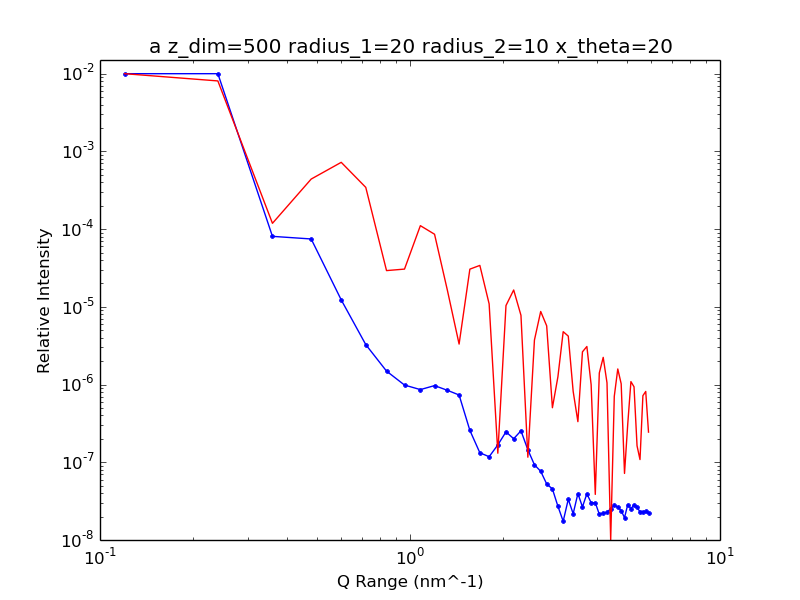 a z_dim=500 radius_1=20 radius_2=10 x_theta=20
10^-2
10^-3
10^-4
10^-5
10^-6
10^-7
10^-8
Relative Intensity
10^-1 10^0 10^1
Q Range (nm^-1)